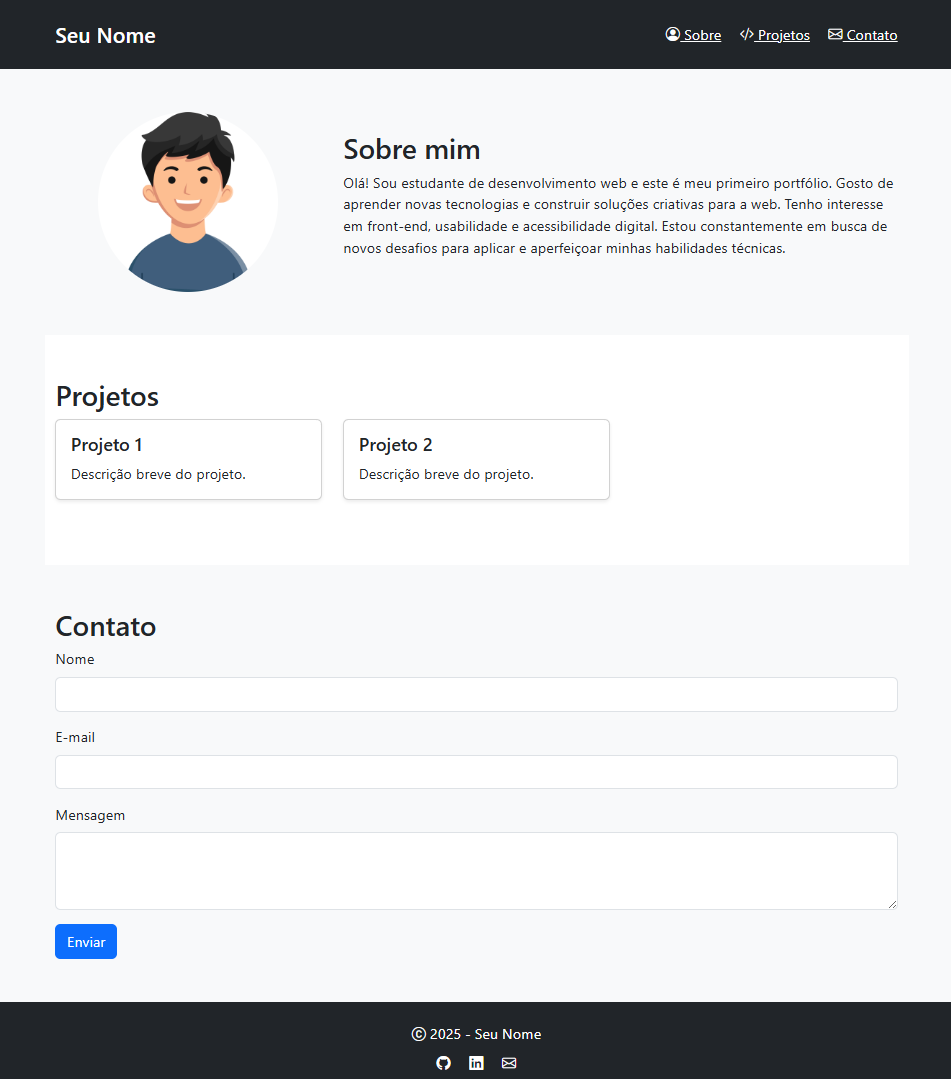 Seu Nome
Sobre Projetos Contato
Sobre mim
Olá! Sou estudante de desenvolvimento web e este é meu primeiro portfólio. Gosto de
aprender novas tecnologias e construir soluções criativas para a web. Tenho interesse
em front-end, usabilidade e acessibilidade digital. Estou constantemente em busca de
novos desafios para aplicar e aperfeiçoar minhas habilidades técnicas.
Projetos
Projeto 1
Descrição breve do projeto.
Projeto 2
Descrição breve do projeto.
Contato
Nome
E-mail
Mensagem
Enviar
© 2025 - Seu Nome